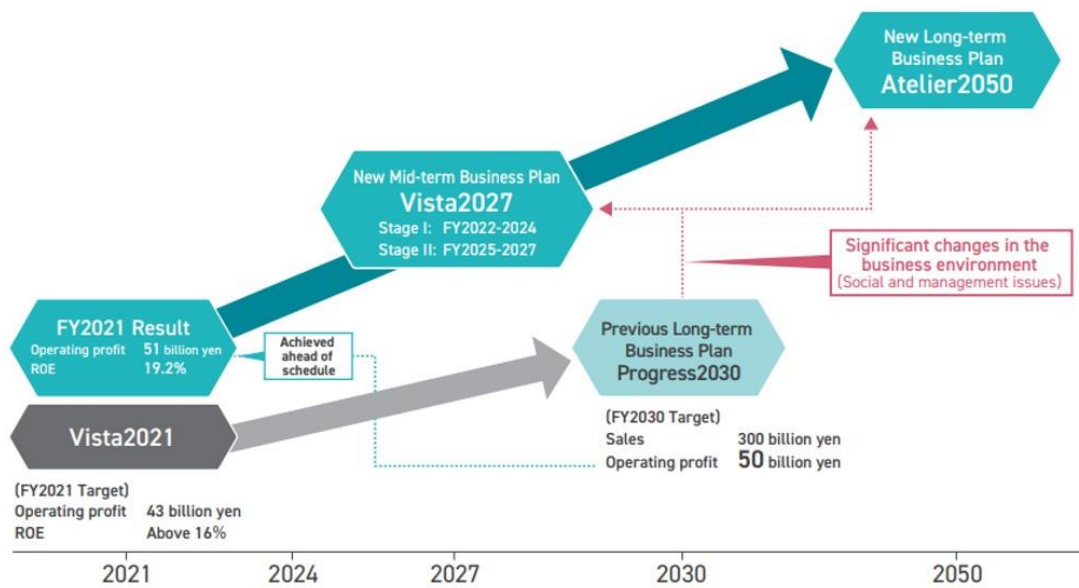 New Long-term
Business Plan
Atelier2050
New Mid-term Business Plan
Vista2027
Stage I: FY2022-2024
Stage II: FY2025-2027
Significant changes in the
business environment
(Social and management issues)
FY2021 Result
Operating profit 51 billion yen
ROE 19.2%
Achieved
ahead of
schedule
Previous Long-term
Business Plan
Progress2030
Vista2021
(FY2030 Target)
Sales 300 billion yen
Operating profit 50 billion yen
(FY2021 Target)
Operating profit 43 billion yen
ROE Above 16%
2021 2024 2027 2030 2050